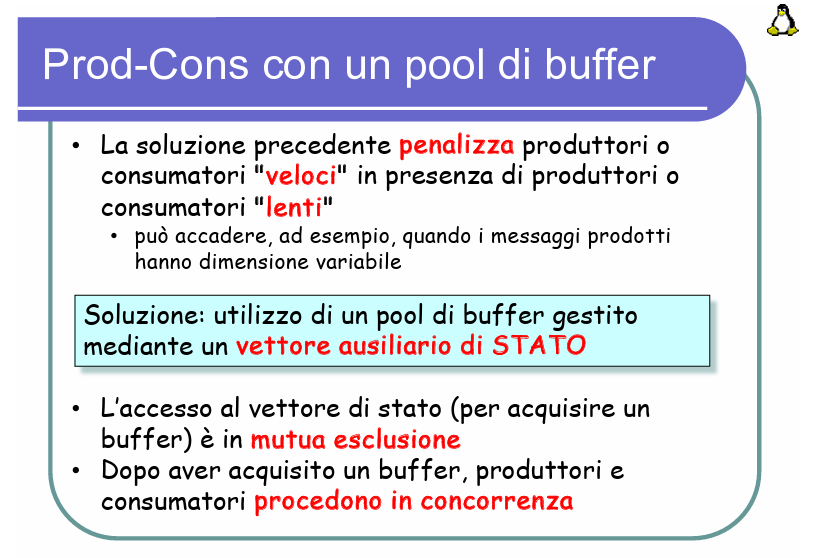 Prod-Cons con un pool di buffer
• La soluzione precedente penalizza produttori o
consumatori "veloci" in presenza di produttori o
consumatori "lenti"
• può accadere, ad esempio, quando i messaggi prodotti
hanno dimensione variabile
Soluzione: utilizzo di un pool di buffer gestito
mediante un vettore ausiliario di STATO
• L’accesso al vettore di stato (per acquisire un
buffer) è in mutua esclusione
• Dopo aver acquisito un buffer, produttori e
consumatori procedono in concorrenza